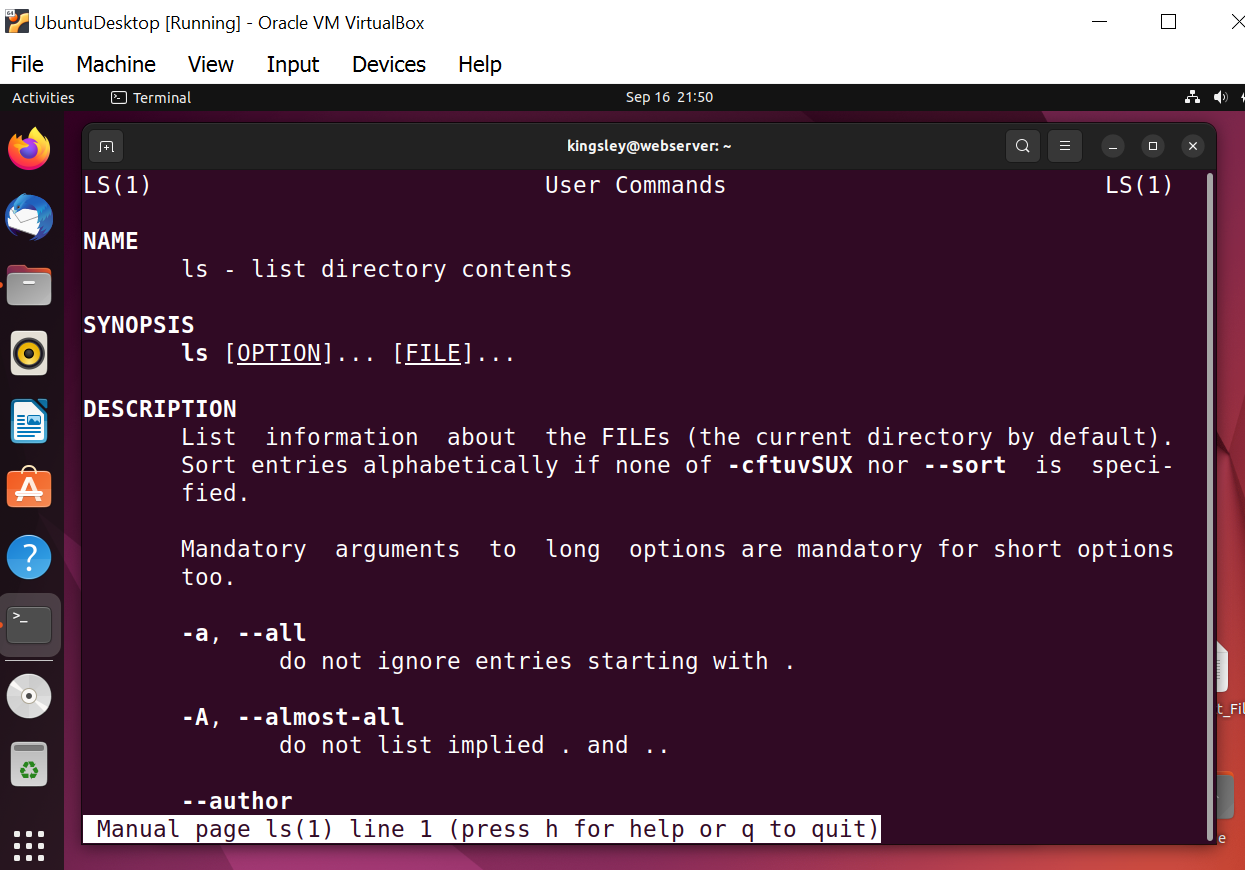 UbuntuDesktop [Running] - Oracle VM VirtualBox
File Machine View Input Devices Help
Activities Terminal Sep 16 21:50
kingsley@webserver: ~
LS(1) User Commands LS(1)
NAME
ls - list directory contents
SYNOPSIS
ls [OPTION]... [FILE]...
DESCRIPTION
List information about the FILEs (the current directory by default).
Sort entries alphabetically if none of -cftuvSUX nor --sort is speci-
fied.
Mandatory arguments to long options are mandatory for short options
too.
-a, --all
do not ignore entries starting with .
-A, --almost-all
do not list implied . and ..
--author
Manual page ls(1) line 1 (press h for help or q to quit)